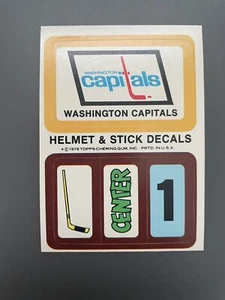 WASHINGTON
capitals
WASHINGTON CAPITALS
HELMET & STICK DECALS
© 1979 TOPPS CHEWING GUM, INC. PRTD. IN U.S.A.
CENTER
1